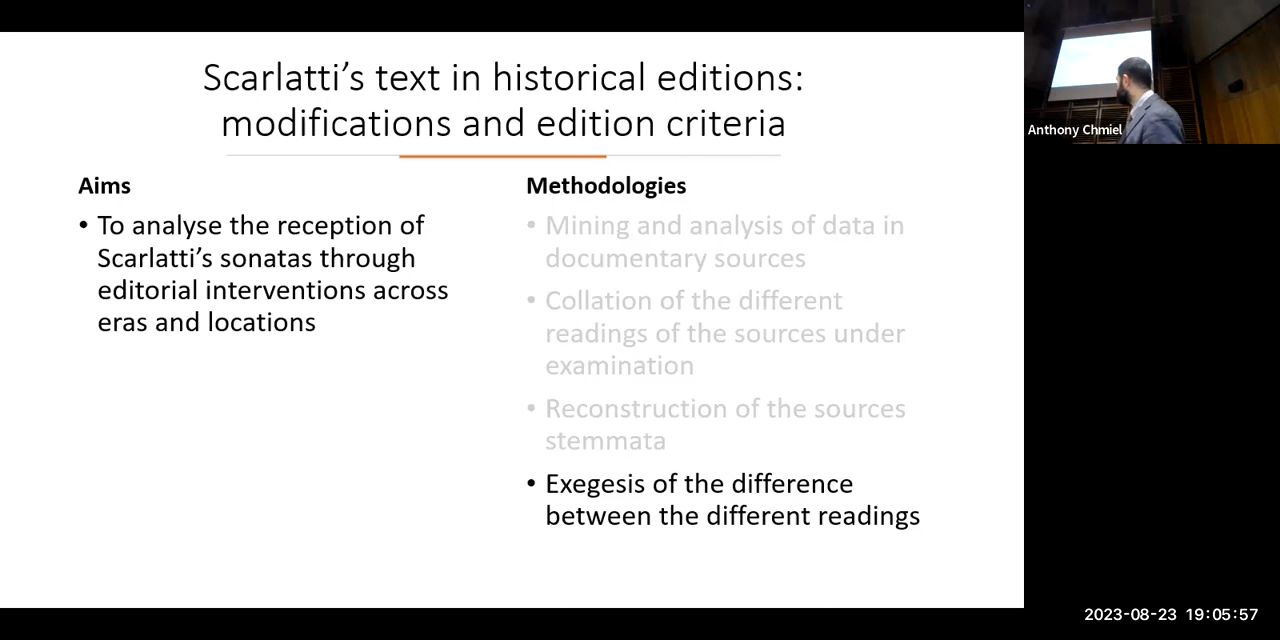 Scarlatti’s text in historical editions:
modifications and edition criteria
Aims
• To analyse the reception of
Scarlatti’s sonatas through
editorial interventions across
eras and locations
Methodologies
• Mining and analysis of data in
documentary sources
• Collation of the different
readings of the sources under
examination
• Reconstruction of the sources
stemmata
• Exegesis of the difference
between the different readings
Anthony Chmiel
2023-08-23 19:05:57